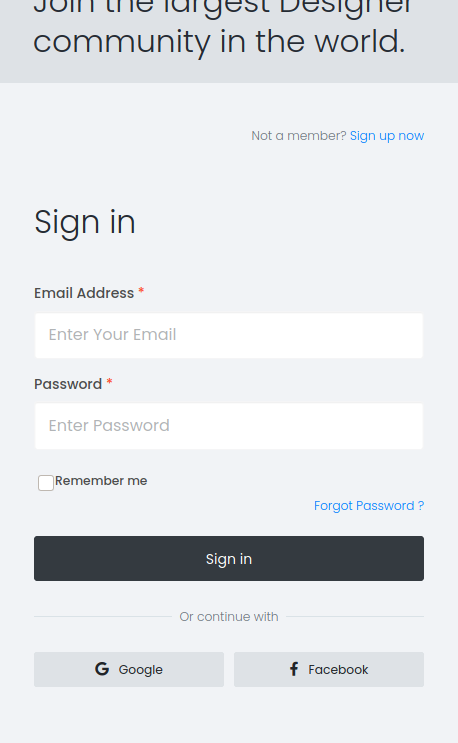 Join the largest Designer
community in the world.
Not a member? Sign up now
Sign in
Email Address *
Enter Your Email
Password *
Enter Password
Remember me
Forgot Password ?
Sign in
Or continue with
Google
Facebook